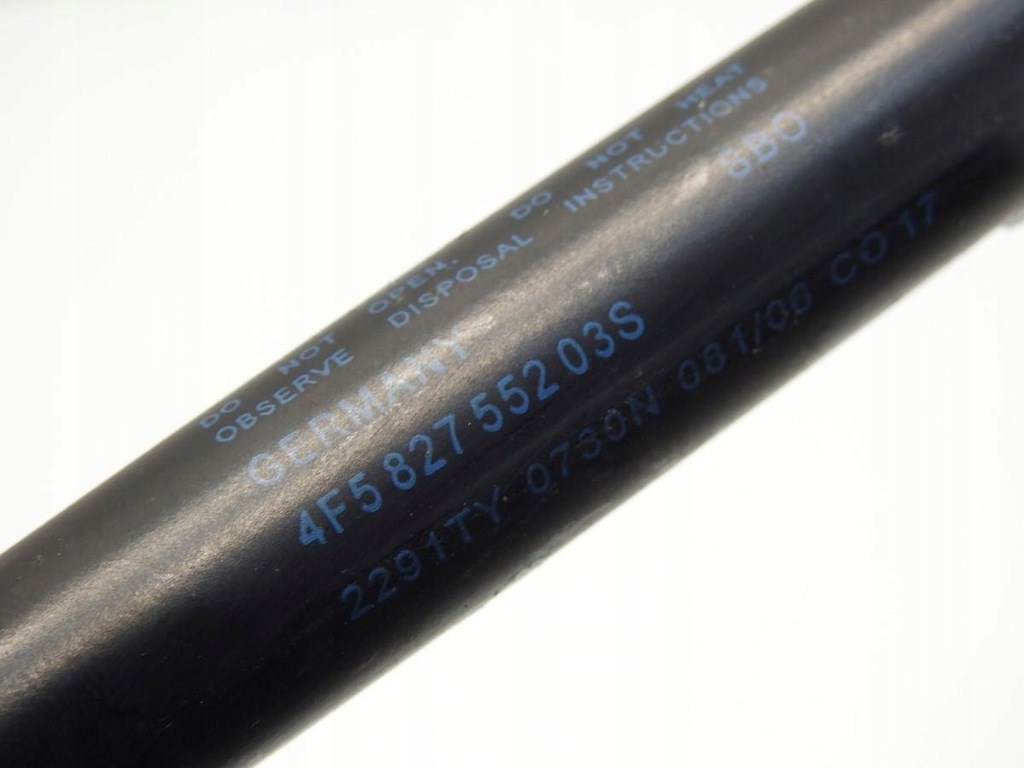 DO NOT OPEN. DO NOT HEAT
OBSERVE DISPOSAL INSTRUCTIONS
GERMANY SBO
4F5 827 552 03S
2291TY 0730N 081/06 CO 17